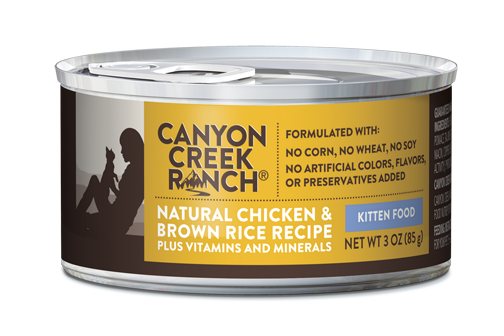 CANYON
CREEK
RANCH®
FORMULATED WITH:
NO CORN, NO WHEAT, NO SOY
NO ARTIFICIAL COLORS, FLAVORS,
OR PRESERVATIVES ADDED
NATURAL CHICKEN &
BROWN RICE RECIPE
PLUS VITAMINS AND MINERALS
KITTEN FOOD
NET WT 3 OZ (85 g)